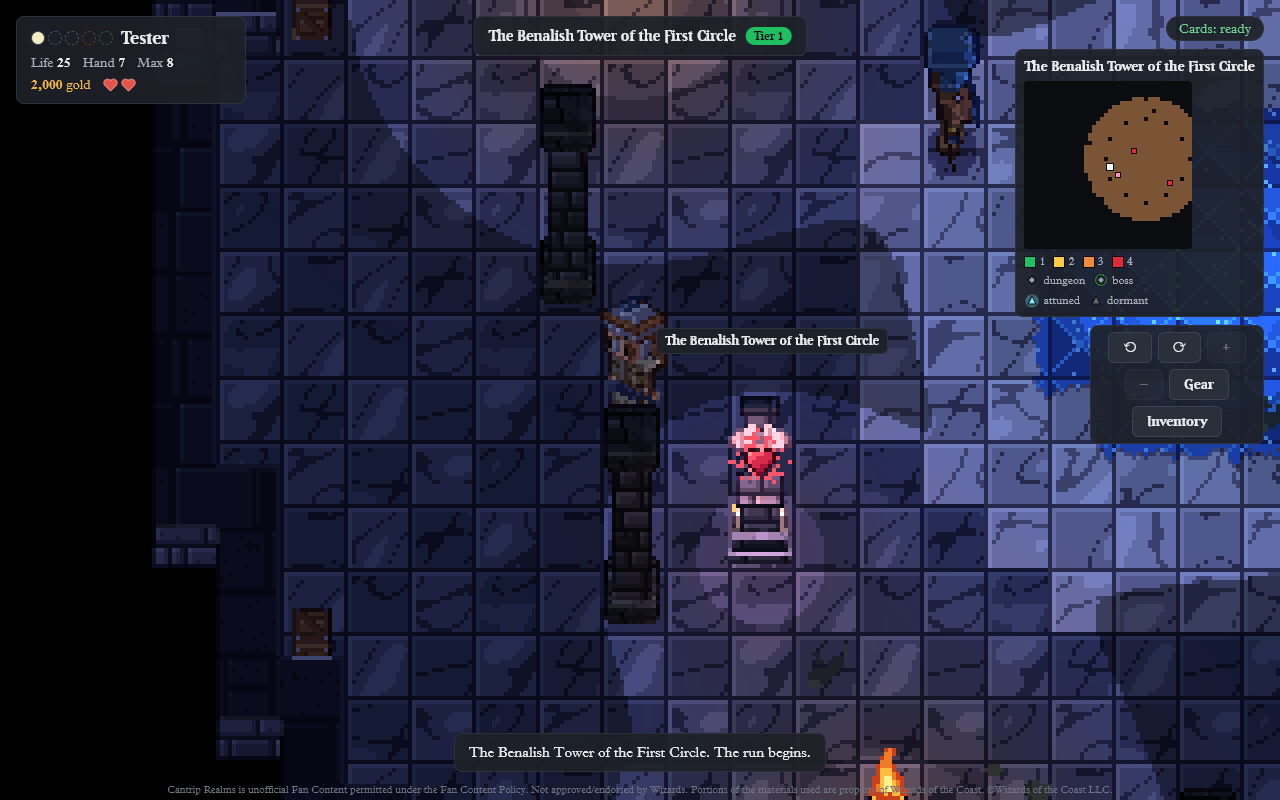 Tester
Life 25 Hand 7 Max 8
2,000 gold
The Benalish Tower of the First Circle Tier 1
Cards: ready
The Benalish Tower of the First Circle
1 2 3 4
dungeon boss
attuned dormant
+
− Gear
Inventory
The Benalish Tower of the First Circle
The Benalish Tower of the First Circle. The run begins.
Cantrip Realms is unofficial Fan Content permitted under the Fan Content Policy. Not approved/endorsed by Wizards. Portions of the materials used are property of Wizards of the Coast. ©Wizards of the Coast LLC.